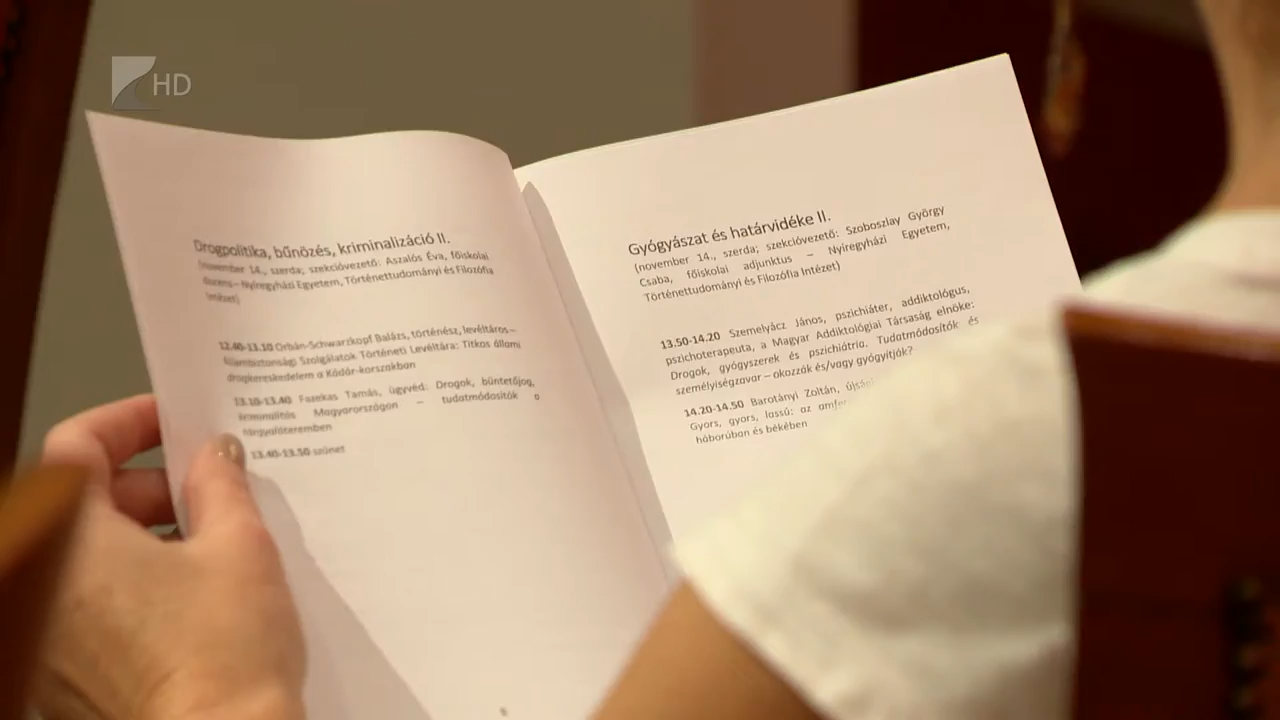 HD
Drogpolitika, bűnözés, kriminalizáció II.
(november 14., szerda; szekcióvezető: Aszalós Éva, főiskolai
docens – Nyíregyházi Egyetem, Történettudományi és Filozófia
Intézet)
12.40-13.10 Orbán-Schwarzkopf Balázs, történész, levéltáros –
Állambiztonsági Szolgálatok Történeti Levéltára: Titkos állami
drogkereskedelem a Kádár-korszakban
13.10-13.40 Fazekas Tamás, ügyvéd: Drogok, büntetőjog,
kriminalitás Magyarországon – tudatmódosítók a
tárgyalóteremben
13.40-13.50 szünet
Gyógyászat és határvidéke II.
(november 14., szerda; szekcióvezető: Szoboszlay György
Csaba, főiskolai adjunktus – Nyíregyházi Egyetem,
Történettudományi és Filozófia Intézet)
13.50-14.20 Szemelyácz János, pszichiáter, addiktológus,
pszichoterapeuta, a Magyar Addiktológiai Társaság elnöke:
Drogok, gyógyszerek és pszichiátria. Tudatmódosítók és
személyiségzavar – okozzák és/vagy gyógyítják?
14.20-14.50 Barotányi Zoltán,
Gyors, gyors, lassú: az
háborúban és békében